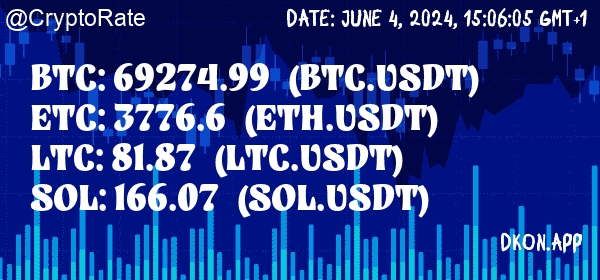 @CryptoRate
DATE: JUNE 4, 2024, 15:06:05 GMT+1
BTC: 69274.99 (BTC.USDT)
ETC: 3776.6 (ETH.USDT)
LTC: 81.87 (LTC.USDT)
SOL: 166.07 (SOL.USDT)
DKON.APP